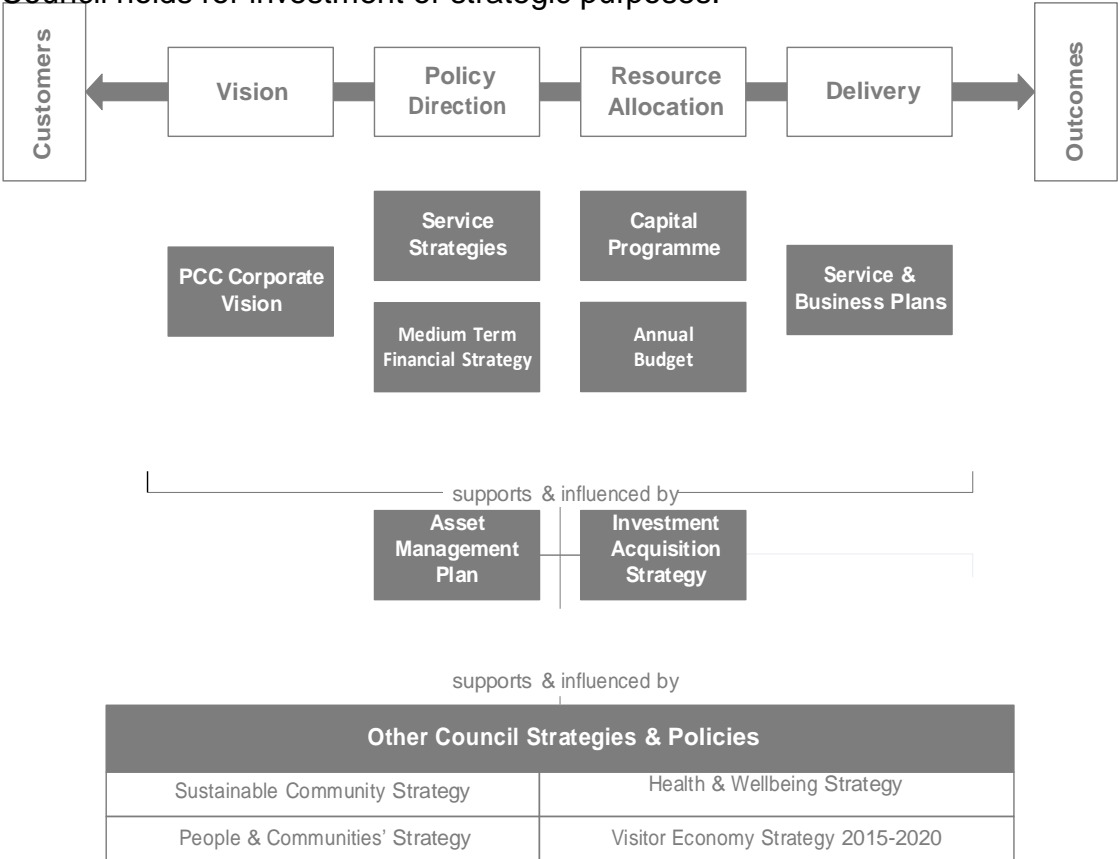 Council holds for investment or strategic purposes.
Customers
Vision
Policy
Direction
Resource
Allocation
Delivery
Outcomes
PCC Corporate
Vision
Service
Strategies
Medium Term
Financial Strategy
Capital
Programme
Annual
Budget
Service &
Business Plans
supports & influenced by
Asset
Management
Plan
Investment
Acquisition
Strategy
supports & influenced by
Other Council Strategies & Policies
Sustainable Community Strategy
Health & Wellbeing Strategy
People & Communities’ Strategy
Visitor Economy Strategy 2015-2020